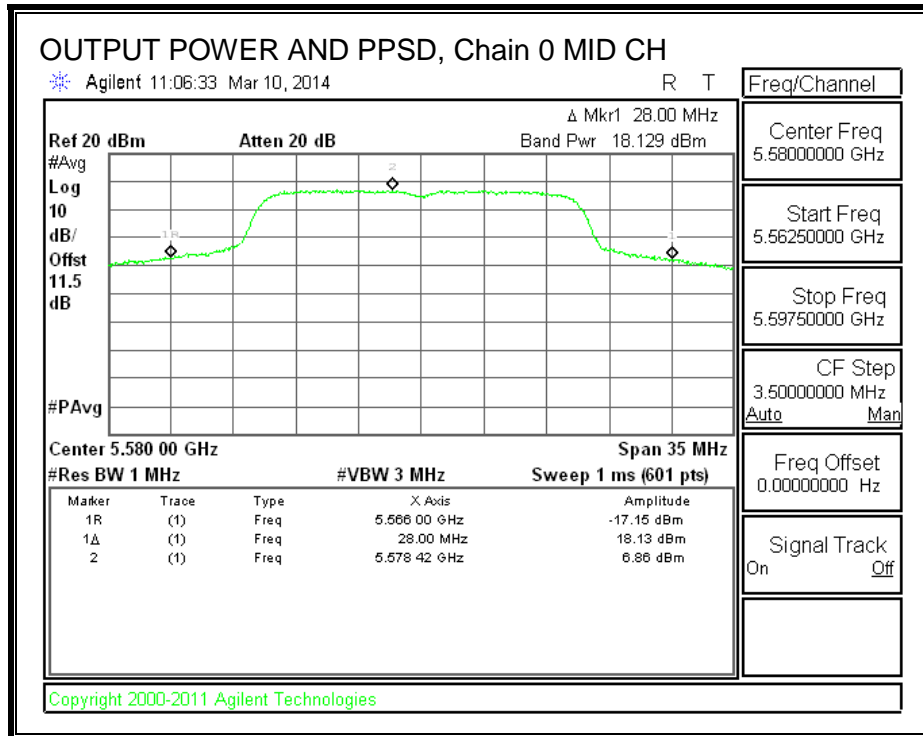 OUTPUT POWER AND PPSD, Chain 0 MID CH
Agilent 11:06:33 Mar 10, 2014 R T
Freq/Channel
Δ Mkr1 28.00 MHz
Ref 20 dBm Atten 20 dB Band Pwr 18.129 dBm
#Avg
Log
10
dB/
Offst
11.5
dB
#PAvg
2
1R
1
Center 5.580 00 GHz Span 35 MHz
#Res BW 1 MHz #VBW 3 MHz Sweep 1 ms (601 pts)
Marker Trace Type X Axis Amplitude
1R (1) Freq 5.566 00 GHz -17.15 dBm
1Δ (1) Freq 28.00 MHz 18.13 dBm
2 (1) Freq 5.578 42 GHz 6.86 dBm
Center Freq
5.58000000 GHz
Start Freq
5.56250000 GHz
Stop Freq
5.59750000 GHz
CF Step
3.50000000 MHz
Auto Man
Freq Offset
0.00000000 Hz
Signal Track
On Off
Copyright 2000-2011 Agilent Technologies